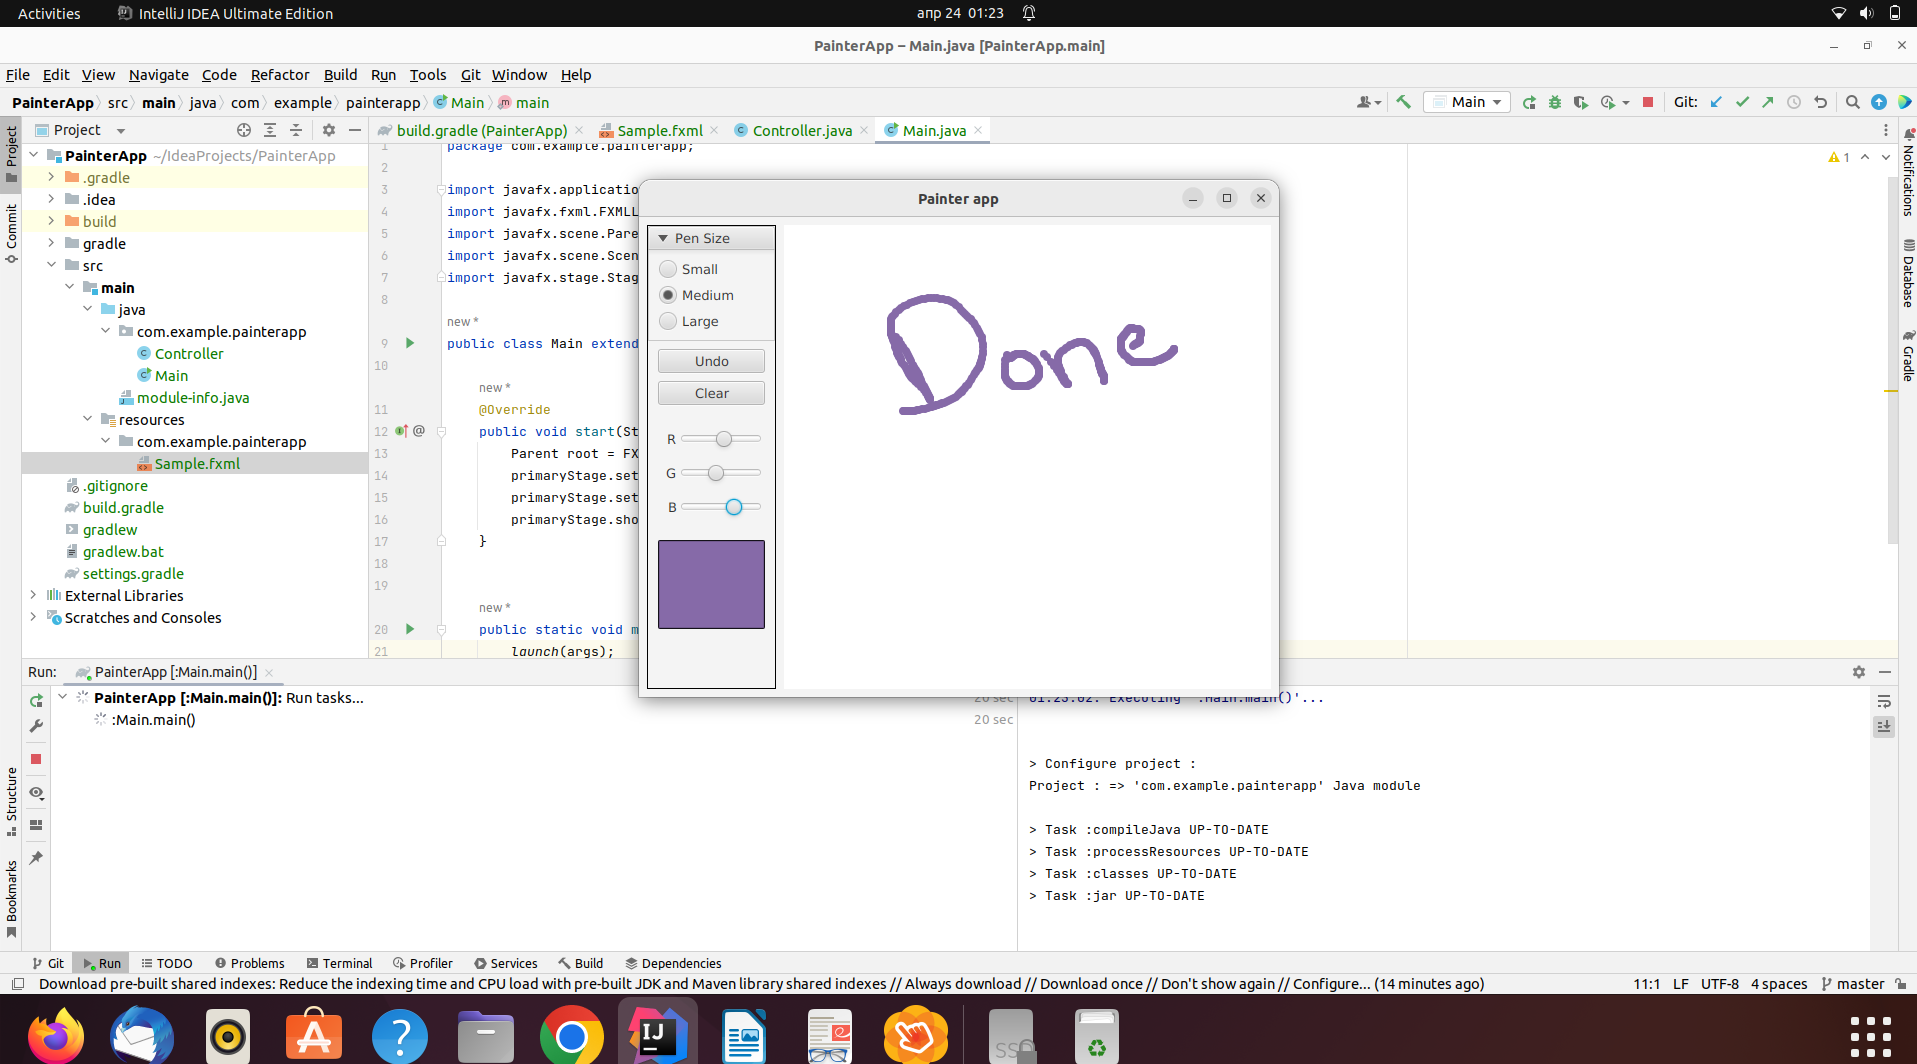 Activities IntelliJ IDEA Ultimate Edition апр 24 01:23
PainterApp – Main.java [PainterApp.main]
File Edit View Navigate Code Refactor Build Run Tools Git Window Help
PainterApp src main java com example painterapp Main main Main Git:
Project
build.gradle (PainterApp) Sample.fxml Controller.java Main.java
PainterApp ~/IdeaProjects/PainterApp
.gradle
.idea
build
gradle
src
main
java
com.example.painterapp
Controller
Main
module-info.java
resources
com.example.painterapp
Sample.fxml
.gitignore
build.gradle
gradlew
gradlew.bat
settings.gradle
External Libraries
Scratches and Consoles
Project
Commit
Structure
Bookmarks
1 package com.example.painterapp;
2
3 import javafx.applicatio
4 import javafx.fxml.FXMLL
5 import javafx.scene.Pare
6 import javafx.scene.Scen
7 import javafx.stage.Stag
8
new *
9 public class Main extend
10
new *
11 @Override
12 public void start(St
13 Parent root = FX
14 primaryStage.set
15 primaryStage.set
16 primaryStage.sho
17 }
18
19
new *
20 public static void m
21 launch(args);
1
Notifications
Database
Gradle
Painter app
Pen Size
Small
Medium
Large
Undo
Clear
R
G
B
Done
Run: PainterApp [:Main.main()]
PainterApp [:Main.main()]: Run tasks... 20 sec
:Main.main() 20 sec
01:23:02: Executing ':Main.main()'...
> Configure project :
Project : => 'com.example.painterapp' Java module
> Task :compileJava UP-TO-DATE
> Task :processResources UP-TO-DATE
> Task :classes UP-TO-DATE
> Task :jar UP-TO-DATE
Git Run TODO Problems Terminal Profiler Services Build Dependencies
Download pre-built shared indexes: Reduce the indexing time and CPU load with pre-built JDK and Maven library shared indexes // Always download // Download once // Don't show again // Configure... (14 minutes ago) 11:1 LF UTF-8 4 spaces master
IJ
SSD